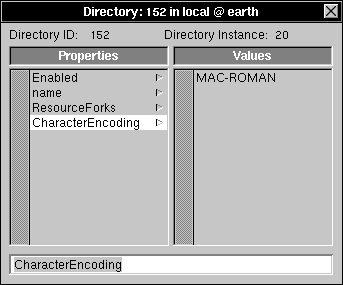 Directory: 152 in local @ earth
Directory ID: 152 Directory Instance: 20
Properties Values
Enabled MAC-ROMAN
name
ResourceForks
CharacterEncoding
CharacterEncoding